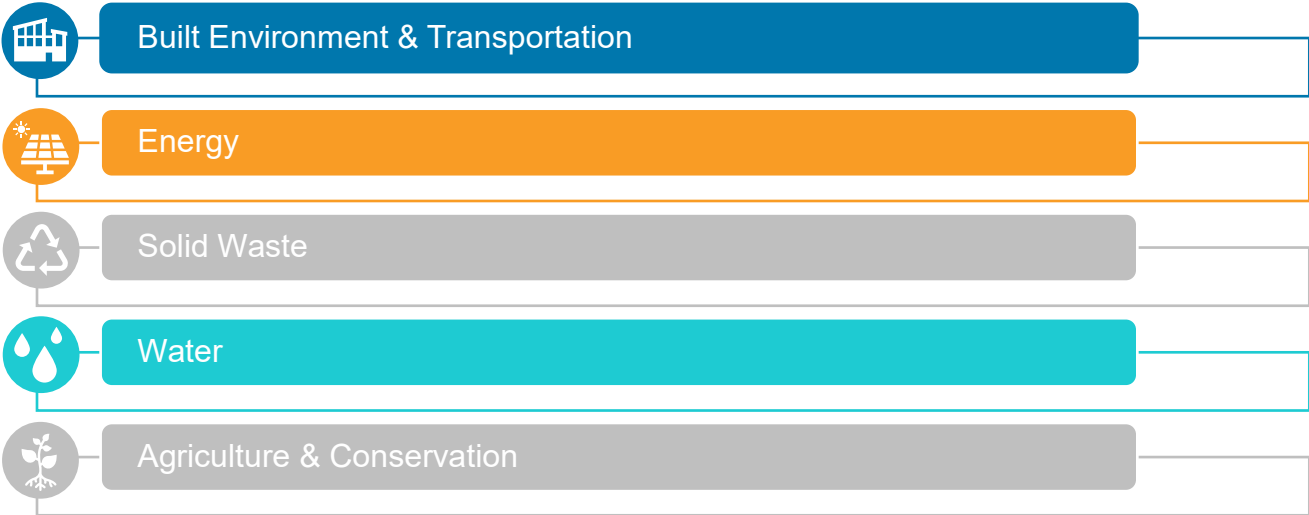 Built Environment & Transportation
Energy
Solid Waste
Water
Agriculture & Conservation